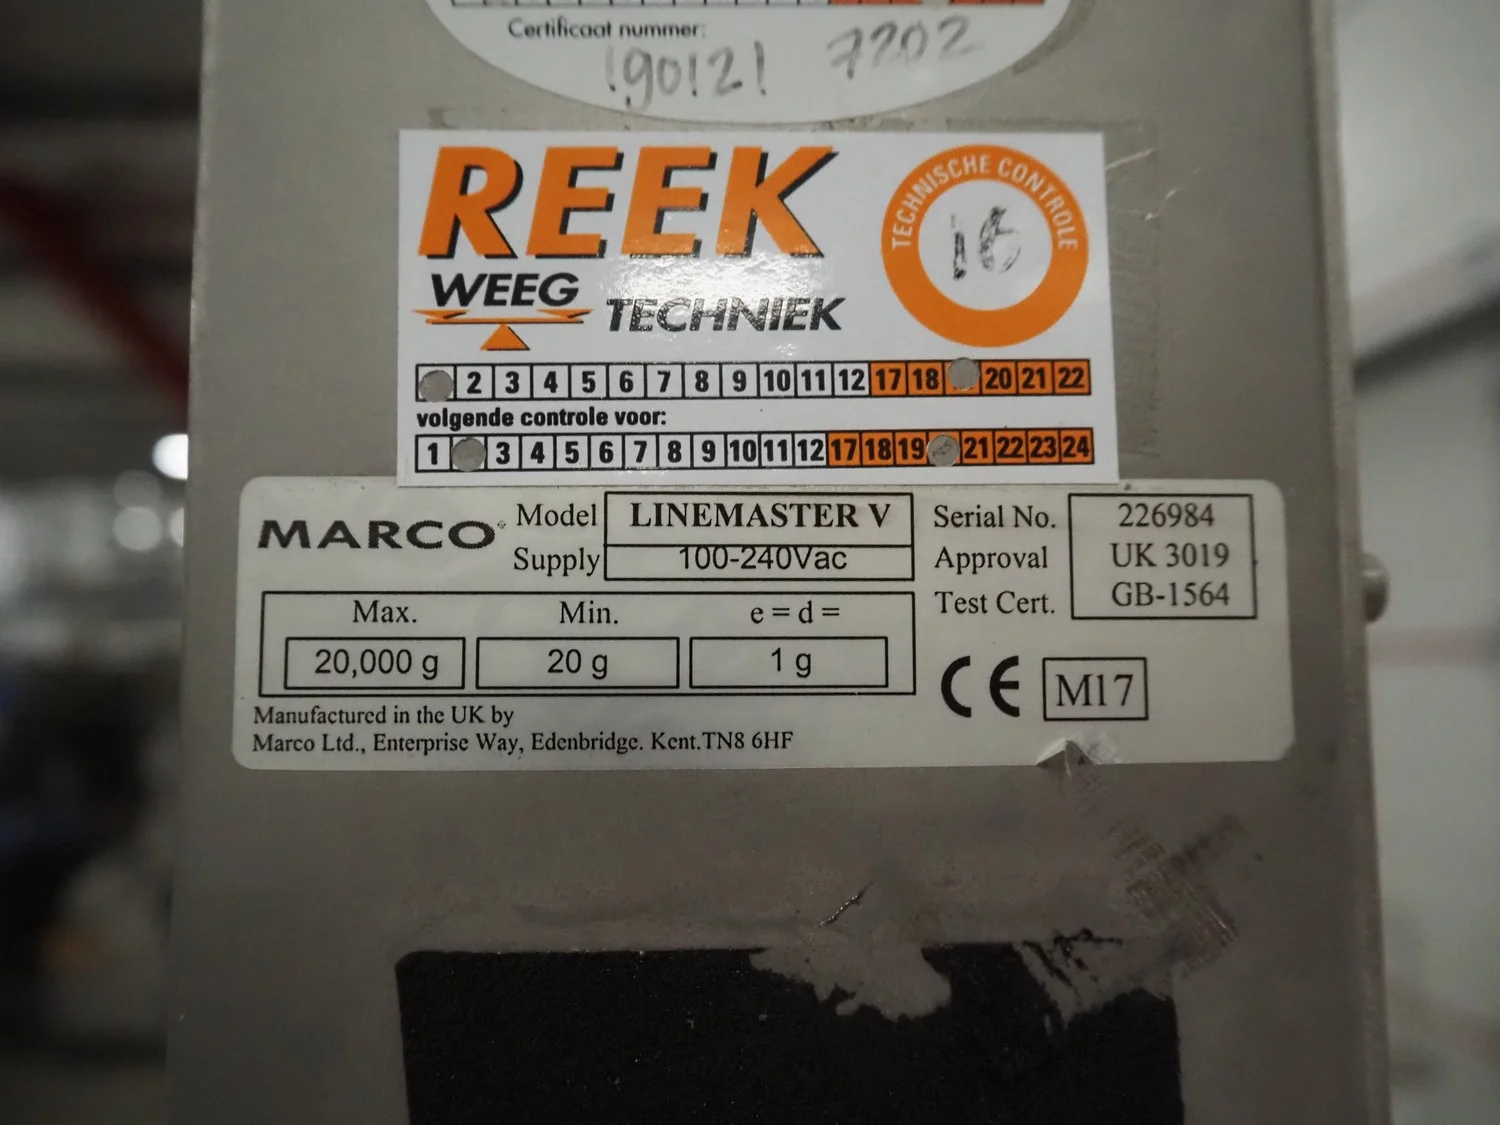 Certificaat nummer:
190121 7202
REEK
WEEG TECHNIEK
TECHNISCHE CONTROLE
16
2 3 4 5 6 7 8 9 10 11 12 17 18 20 21 22
volgende controle voor:
1 3 4 5 6 7 8 9 10 11 12 17 18 19 21 22 23 24
MARCO
Model LINEMASTER V
Supply 100-240Vac
Serial No. 226984
Approval UK 3019
Test Cert. GB-1564
Max. Min. e = d =
20,000 g 20 g 1 g
CE M17
Manufactured in the UK by
Marco Ltd., Enterprise Way, Edenbridge. Kent.TN8 6HF